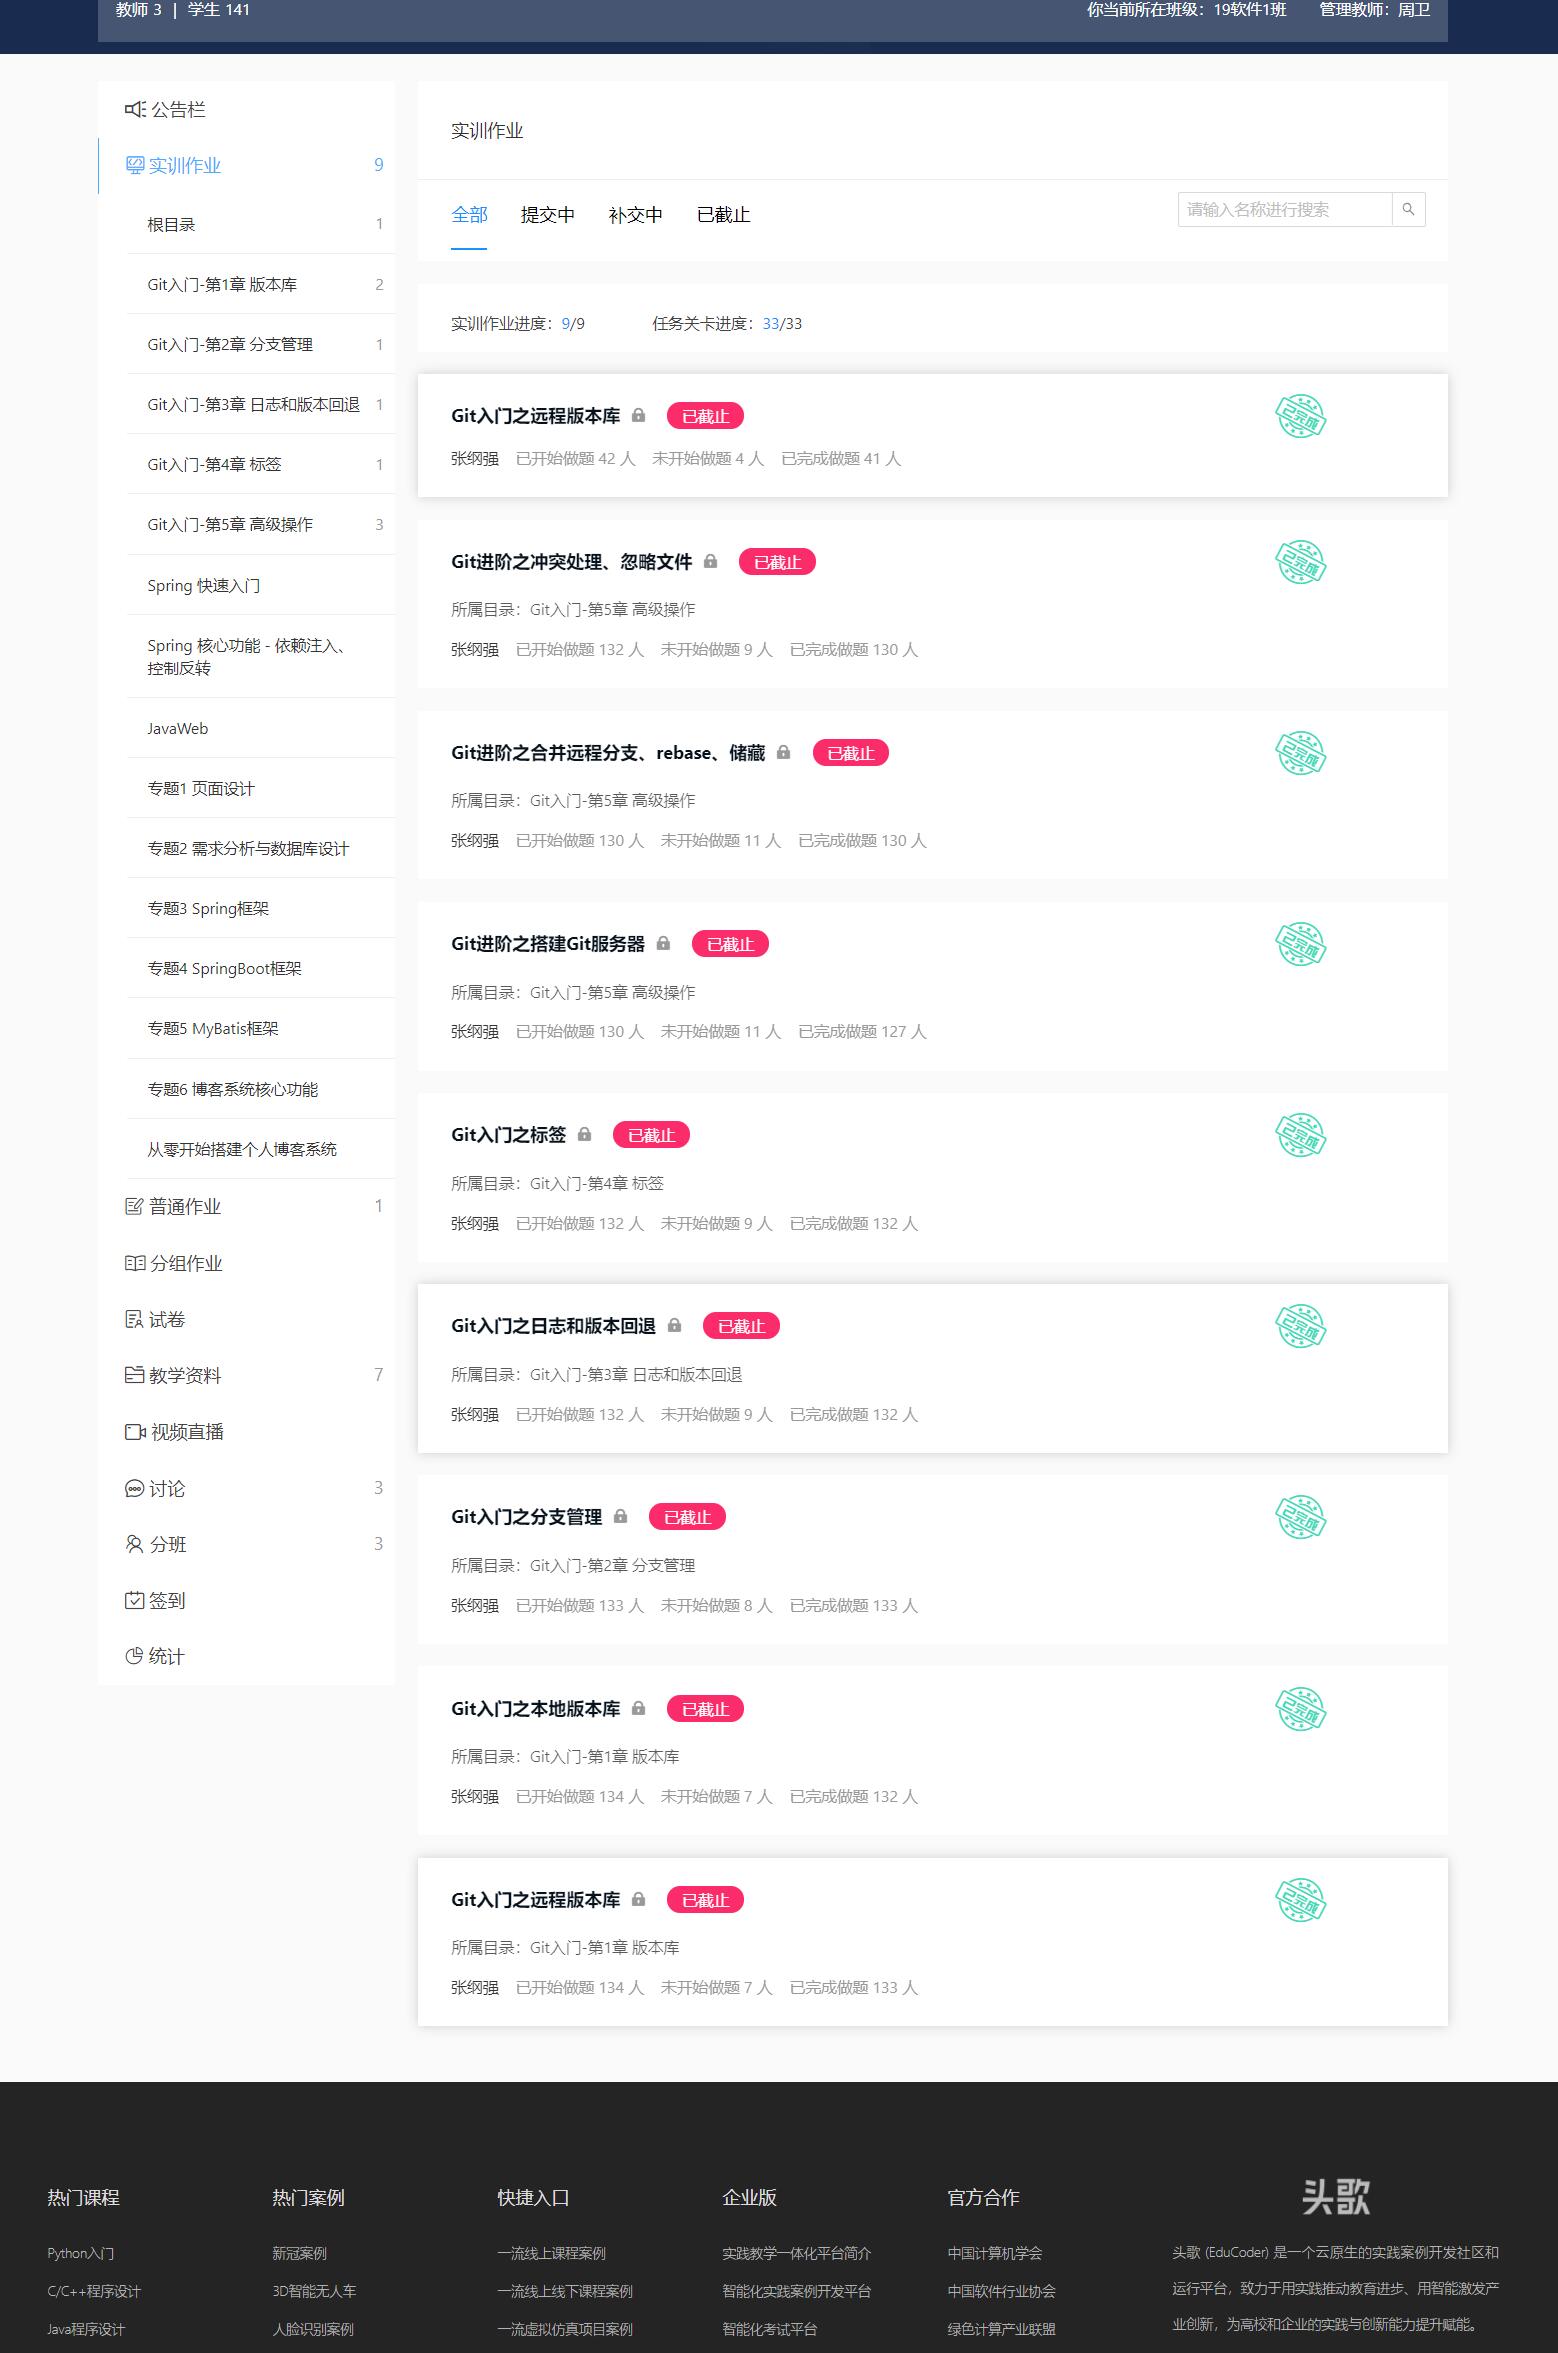 教师 3 | 学生 141
你当前所在班级：19软件1班 管理教师：周卫
公告栏
实训作业 9
根目录 1
Git入门-第1章 版本库 2
Git入门-第2章 分支管理 1
Git入门-第3章 日志和版本回退 1
Git入门-第4章 标签 1
Git入门-第5章 高级操作 3
Spring 快速入门
Spring 核心功能 - 依赖注入、
控制反转
JavaWeb
专题1 页面设计
专题2 需求分析与数据库设计
专题3 Spring框架
专题4 SpringBoot框架
专题5 MyBatis框架
专题6 博客系统核心功能
从零开始搭建个人博客系统
普通作业 1
分组作业
试卷
教学资料 7
视频直播
讨论 3
分班 3
签到
统计
实训作业
全部 提交中 补交中 已截止
请输入名称进行搜索
实训作业进度：9/9 任务关卡进度：33/33
Git入门之远程版本库 已截止
已完成
张纲强 已开始做题 42 人 未开始做题 4 人 已完成做题 41 人
Git进阶之冲突处理、忽略文件 已截止
已完成
所属目录：Git入门-第5章 高级操作
张纲强 已开始做题 132 人 未开始做题 9 人 已完成做题 130 人
Git进阶之合并远程分支、rebase、储藏 已截止
已完成
所属目录：Git入门-第5章 高级操作
张纲强 已开始做题 130 人 未开始做题 11 人 已完成做题 130 人
Git进阶之搭建Git服务器 已截止
已完成
所属目录：Git入门-第5章 高级操作
张纲强 已开始做题 130 人 未开始做题 11 人 已完成做题 127 人
Git入门之标签 已截止
已完成
所属目录：Git入门-第4章 标签
张纲强 已开始做题 132 人 未开始做题 9 人 已完成做题 132 人
Git入门之日志和版本回退 已截止
已完成
所属目录：Git入门-第3章 日志和版本回退
张纲强 已开始做题 132 人 未开始做题 9 人 已完成做题 132 人
Git入门之分支管理 已截止
已完成
所属目录：Git入门-第2章 分支管理
张纲强 已开始做题 133 人 未开始做题 8 人 已完成做题 133 人
Git入门之本地版本库 已截止
已完成
所属目录：Git入门-第1章 版本库
张纲强 已开始做题 134 人 未开始做题 7 人 已完成做题 132 人
Git入门之远程版本库 已截止
已完成
所属目录：Git入门-第1章 版本库
张纲强 已开始做题 134 人 未开始做题 7 人 已完成做题 133 人
热门课程
Python入门
C/C++程序设计
Java程序设计
热门案例
新冠案例
3D智能无人车
人脸识别案例
快捷入口
一流线上课程案例
一流线上线下课程案例
一流虚拟仿真项目案例
企业版
实践教学一体化平台简介
智能化实践案例开发平台
智能化考试平台
官方合作
中国计算机学会
中国软件行业协会
绿色计算产业联盟
头歌
头歌 (EduCoder) 是一个云原生的实践案例开发社区和
运行平台，致力于用实践推动教育进步、用智能激发产
业创新，为高校和企业的实践与创新能力提升赋能。